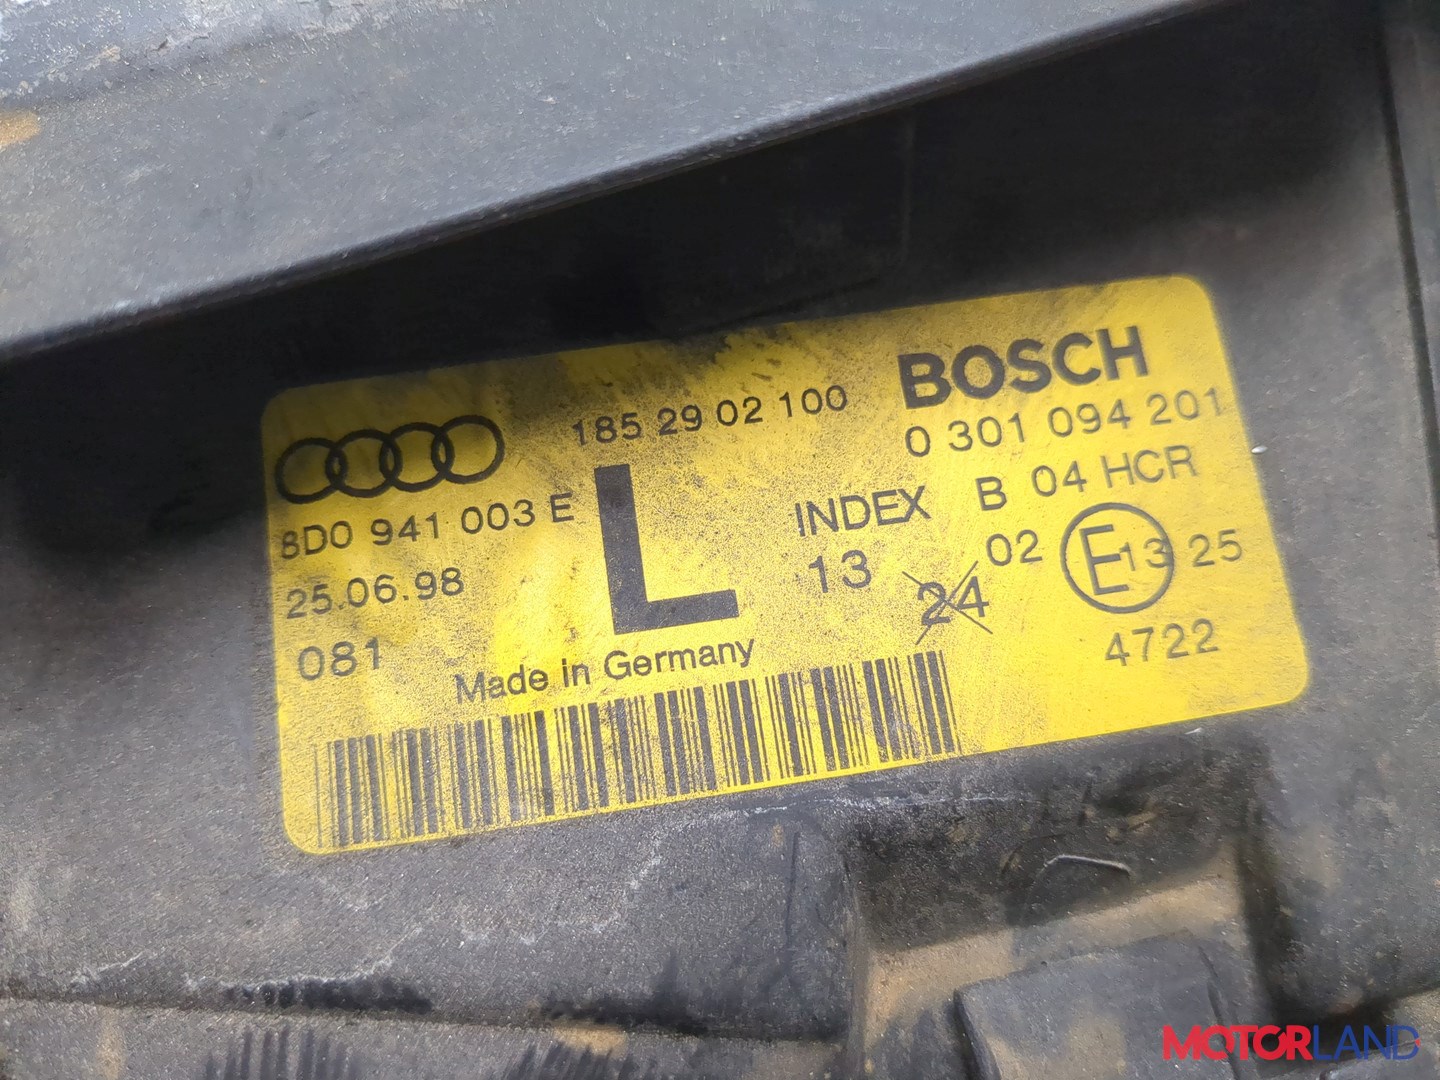 185 29 02 100
BOSCH
0 301 094 201
8D0 941 003 E
L
INDEX B 04 HCR
25.06.98
13 24 02 E13 25
081
Made in Germany
4722
MOTORLAND